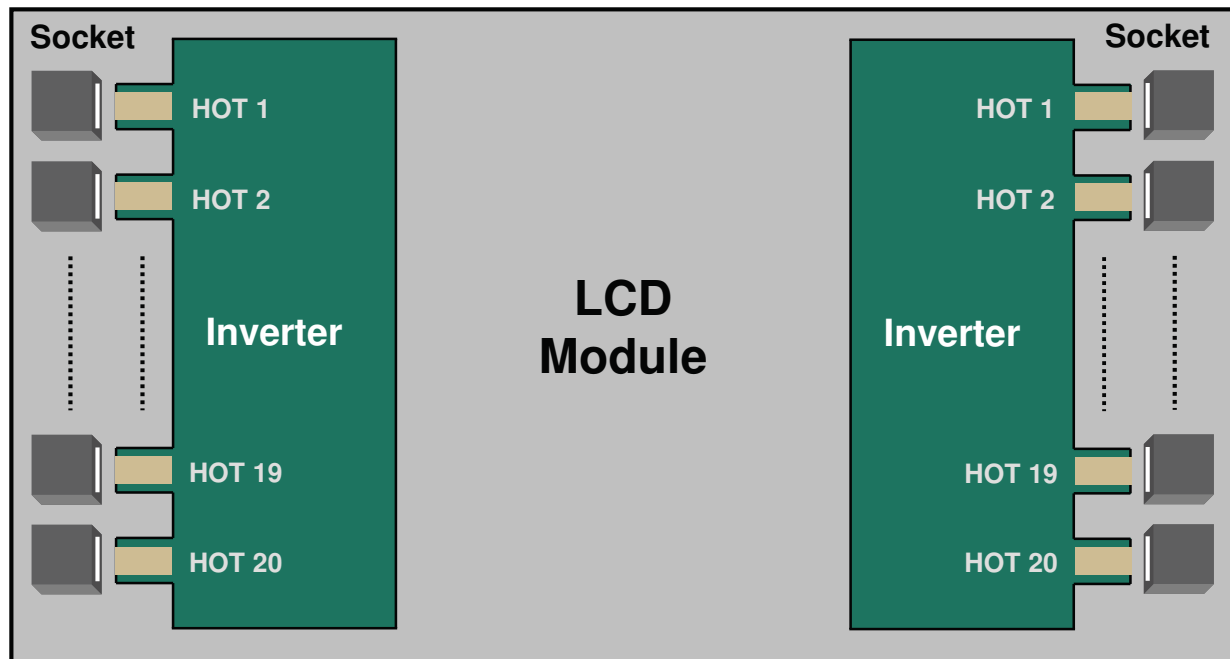 Socket
Socket
HOT 1
HOT 1
HOT 2
HOT 2
LCD
Module
Inverter
Inverter
HOT 19
HOT 19
HOT 20
HOT 20